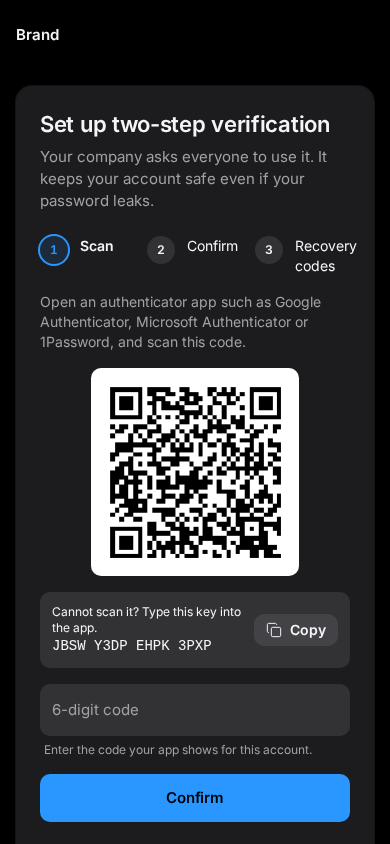 Brand
Set up two-step verification
Your company asks everyone to use it. It
keeps your account safe even if your
password leaks.
1 Scan 2 Confirm 3 Recovery
codes
Open an authenticator app such as Google
Authenticator, Microsoft Authenticator or
1Password, and scan this code.
Cannot scan it? Type this key into
the app.
JBSW Y3DP EHPK 3PXP
Copy
6-digit code
Enter the code your app shows for this account.
Confirm